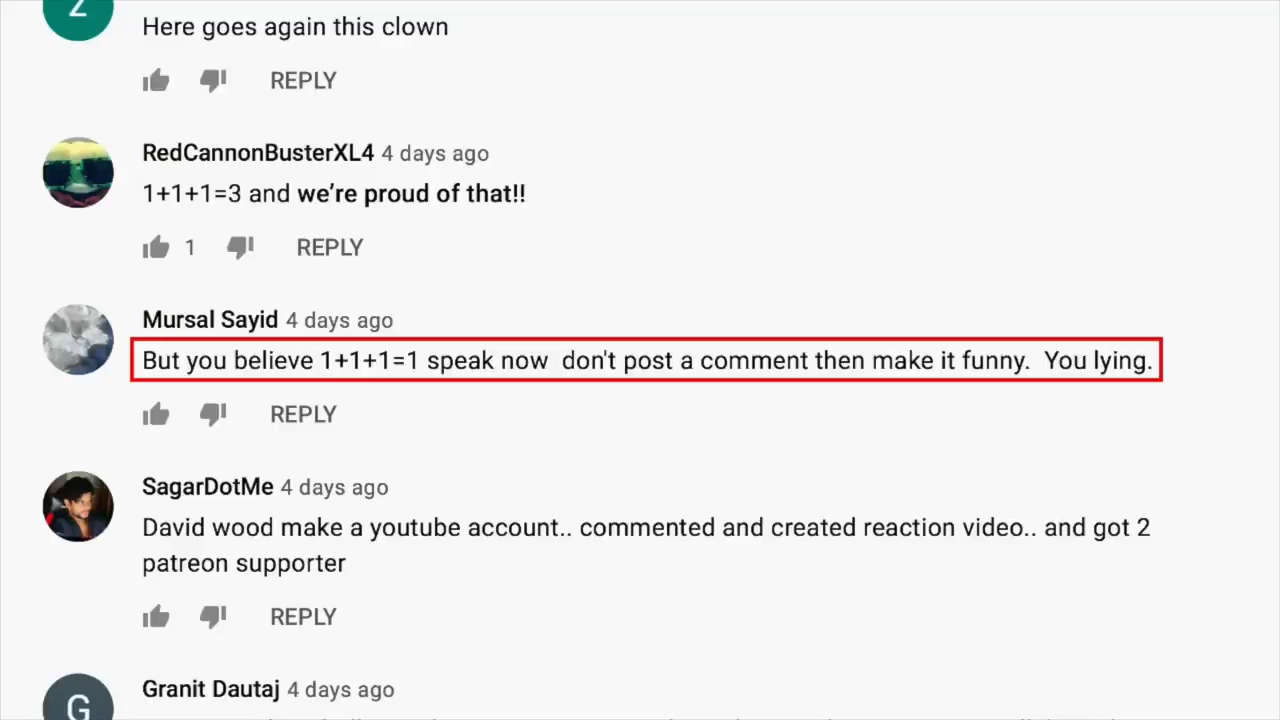 Z
Here goes again this clown
REPLY
RedCannonBusterXL4 4 days ago
1+1+1=3 and we’re proud of that!!
1 REPLY
Mursal Sayid 4 days ago
But you believe 1+1+1=1 speak now  don't post a comment then make it funny.  You lying.
REPLY
SagarDotMe 4 days ago
David wood make a youtube account.. commented and created reaction video.. and got 2
patreon supporter
REPLY
G
Granit Dautaj 4 days ago